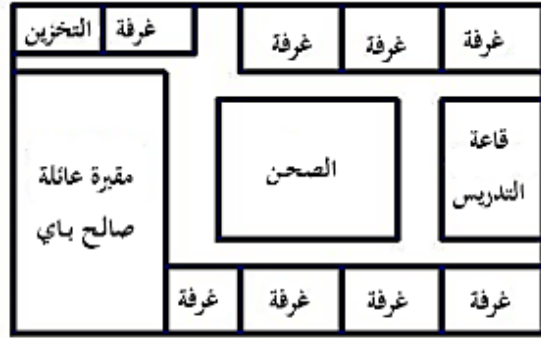 غرفة
غرفة
غرفة
غرفة
التخزين
قاعة
التدريس
الصحن
مقبرة عائلة
صالح باي
غرفة
غرفة
غرفة
غرفة